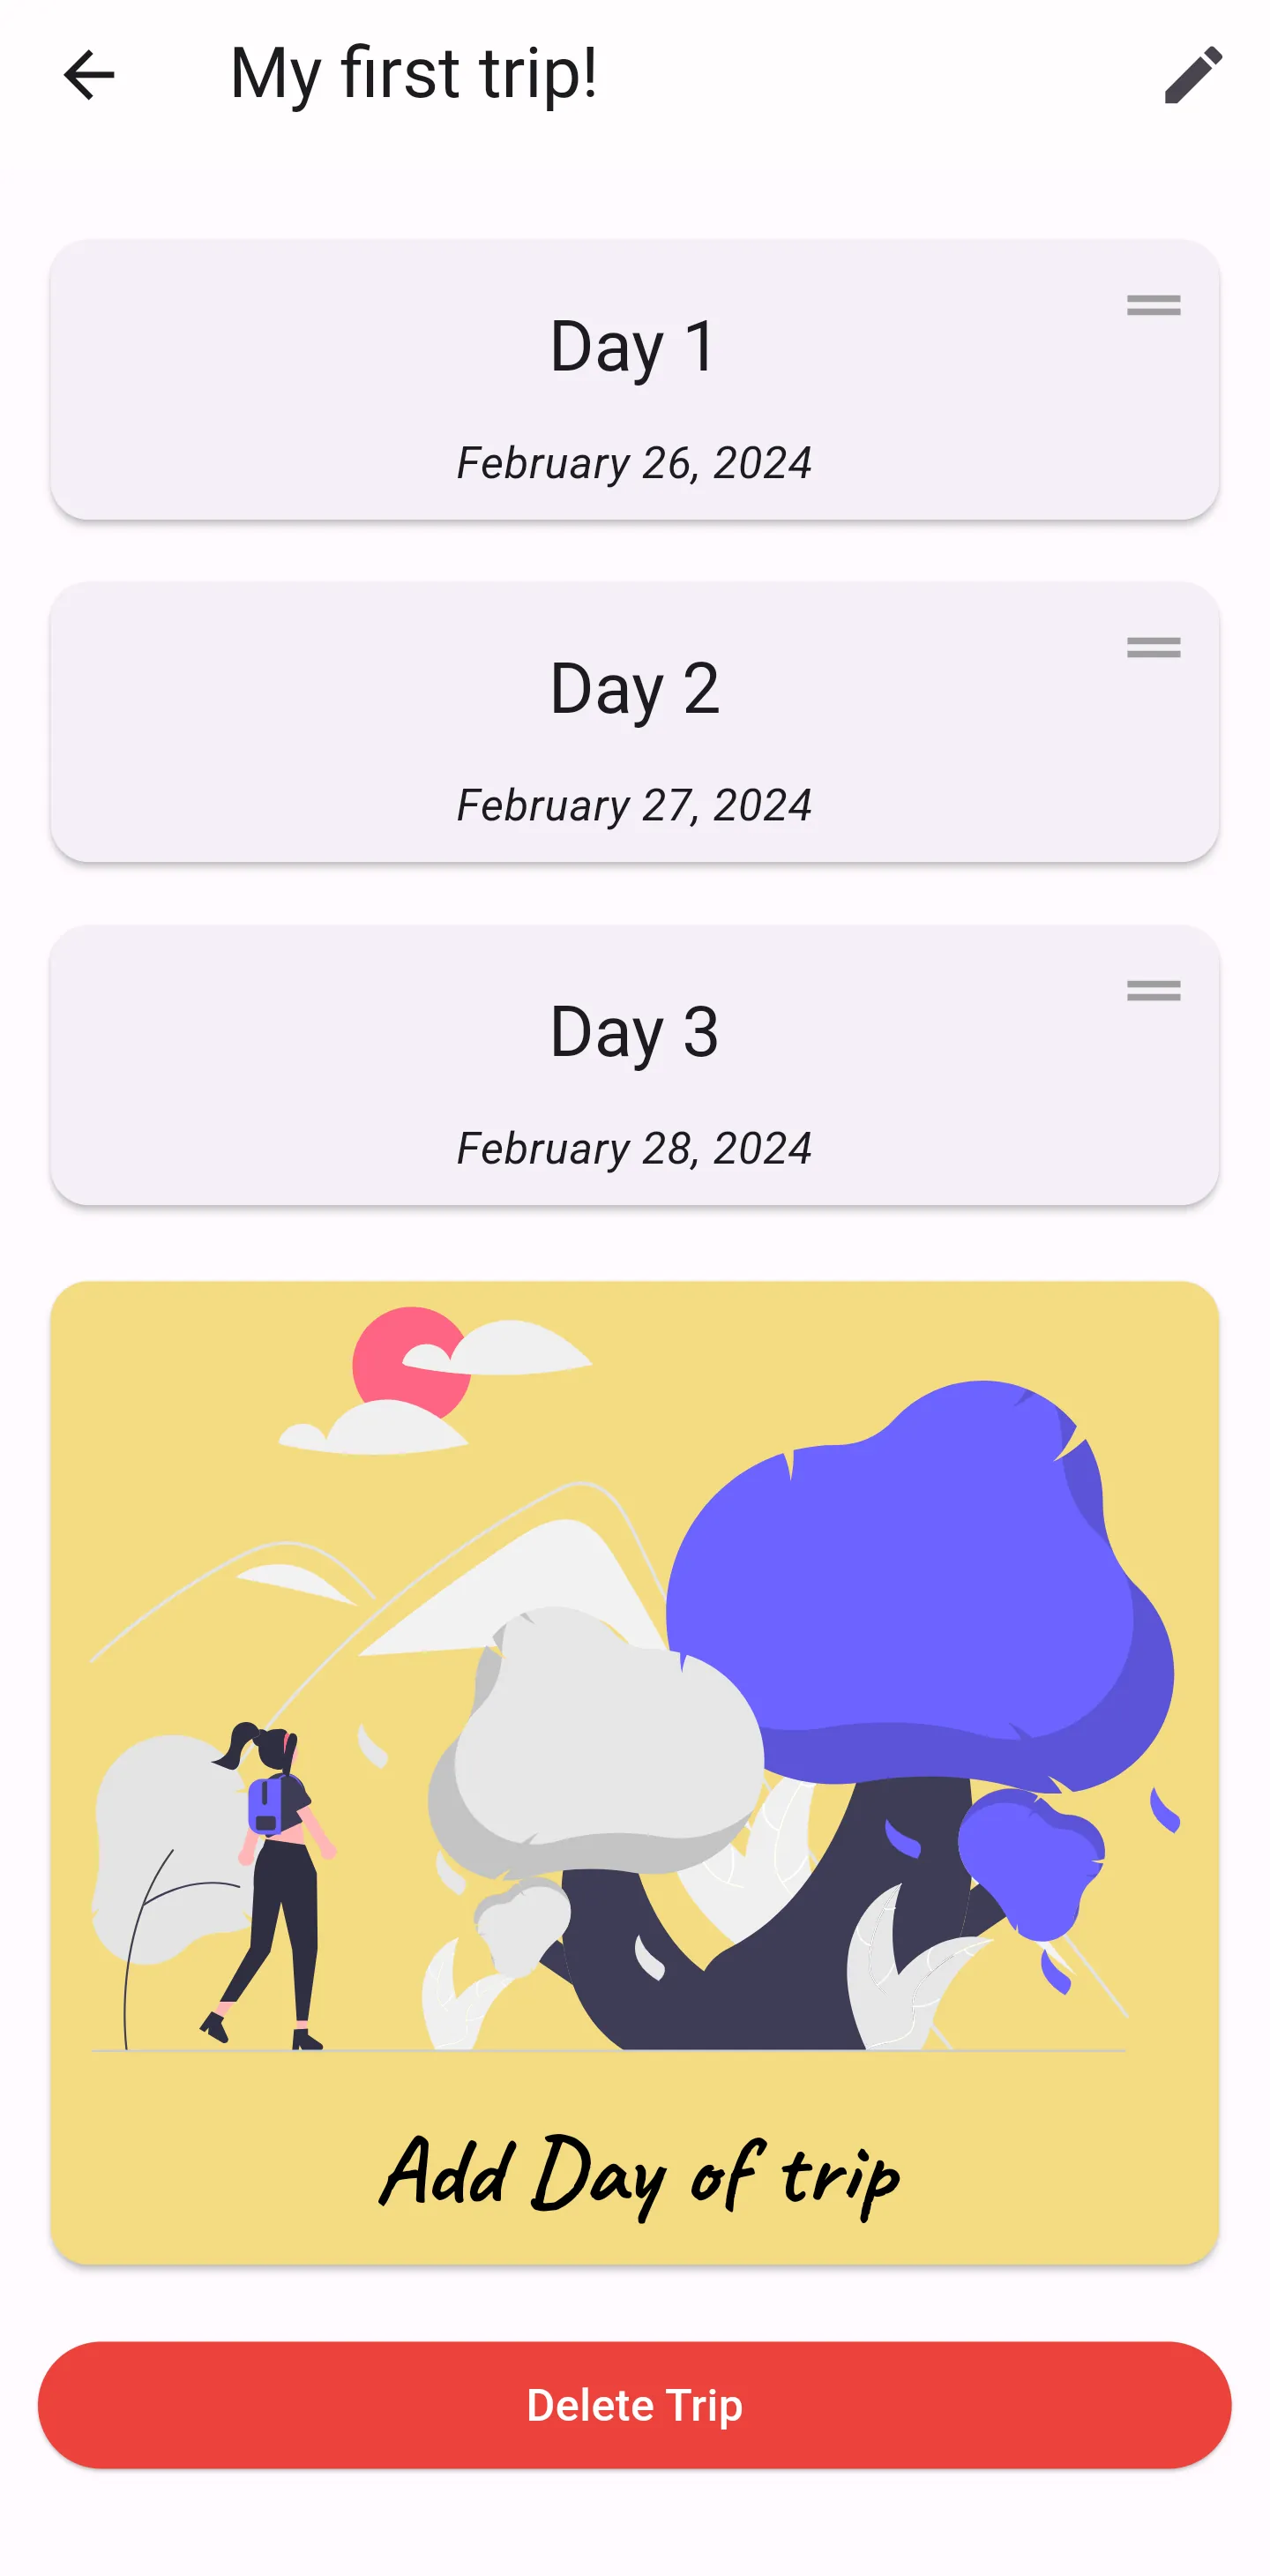 My first trip!
Day 1
February 26, 2024
Day 2
February 27, 2024
Day 3
February 28, 2024
Add Day of trip
Delete Trip